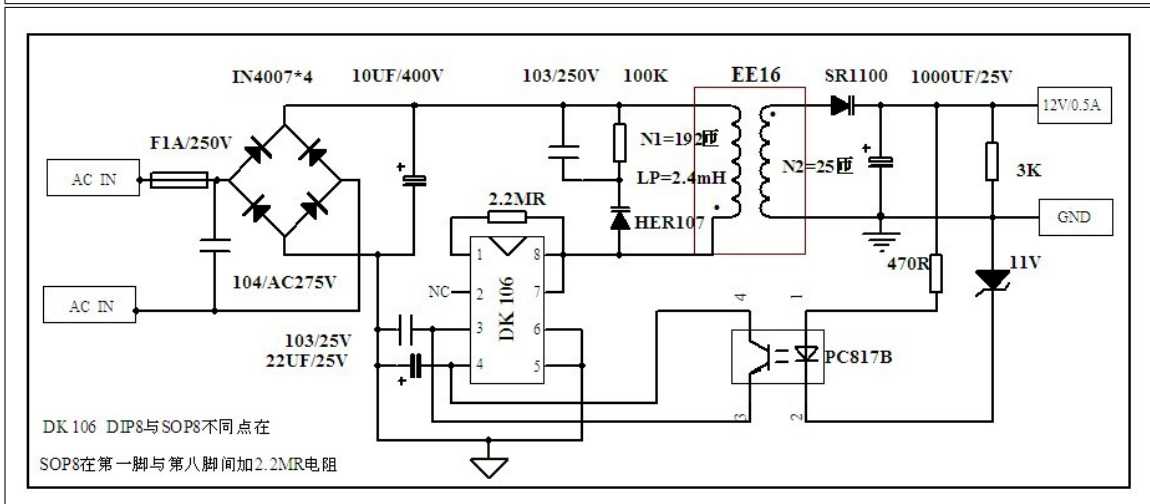 IN4007*4 10UF/400V 103/250V 100K EE16 SR1100 1000UF/25V
12V/0.5A
F1A/250V
N1=192匝
AC IN
N2=25匝
3K
LP=2.4mH
2.2MR
HER107
GND
1 8
470R 11V
104/AC275V
NC 2 7
4 1
DK 106
103/25V
3 6
22UF/25V
4 5
PC817B
AC IN
3 2
DK 106 DIP8与SOP8不同点在
SOP8在第一脚与第八脚间加2.2MR电阻
+
+
+